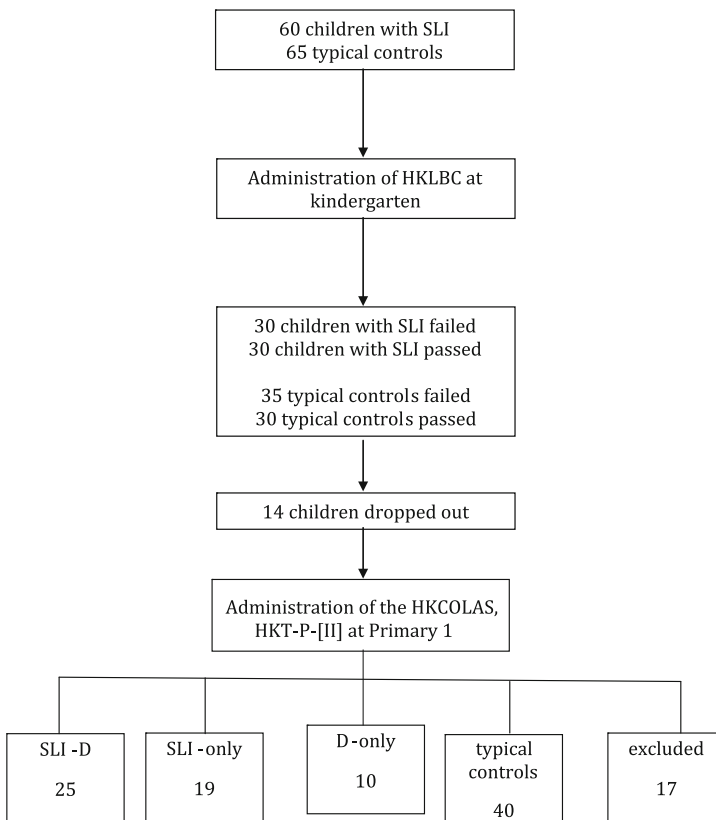 60 children with SLI
65 typical controls
Administration of HKLBC at
kindergarten
30 children with SLI failed
30 children with SLI passed
35 typical controls failed
30 typical controls passed
14 children dropped out
Administration of the HKCOLAS,
HKT-P-[II] at Primary 1
SLI -D
25
SLI -only
19
D -only
10
typical
controls
40
excluded
17